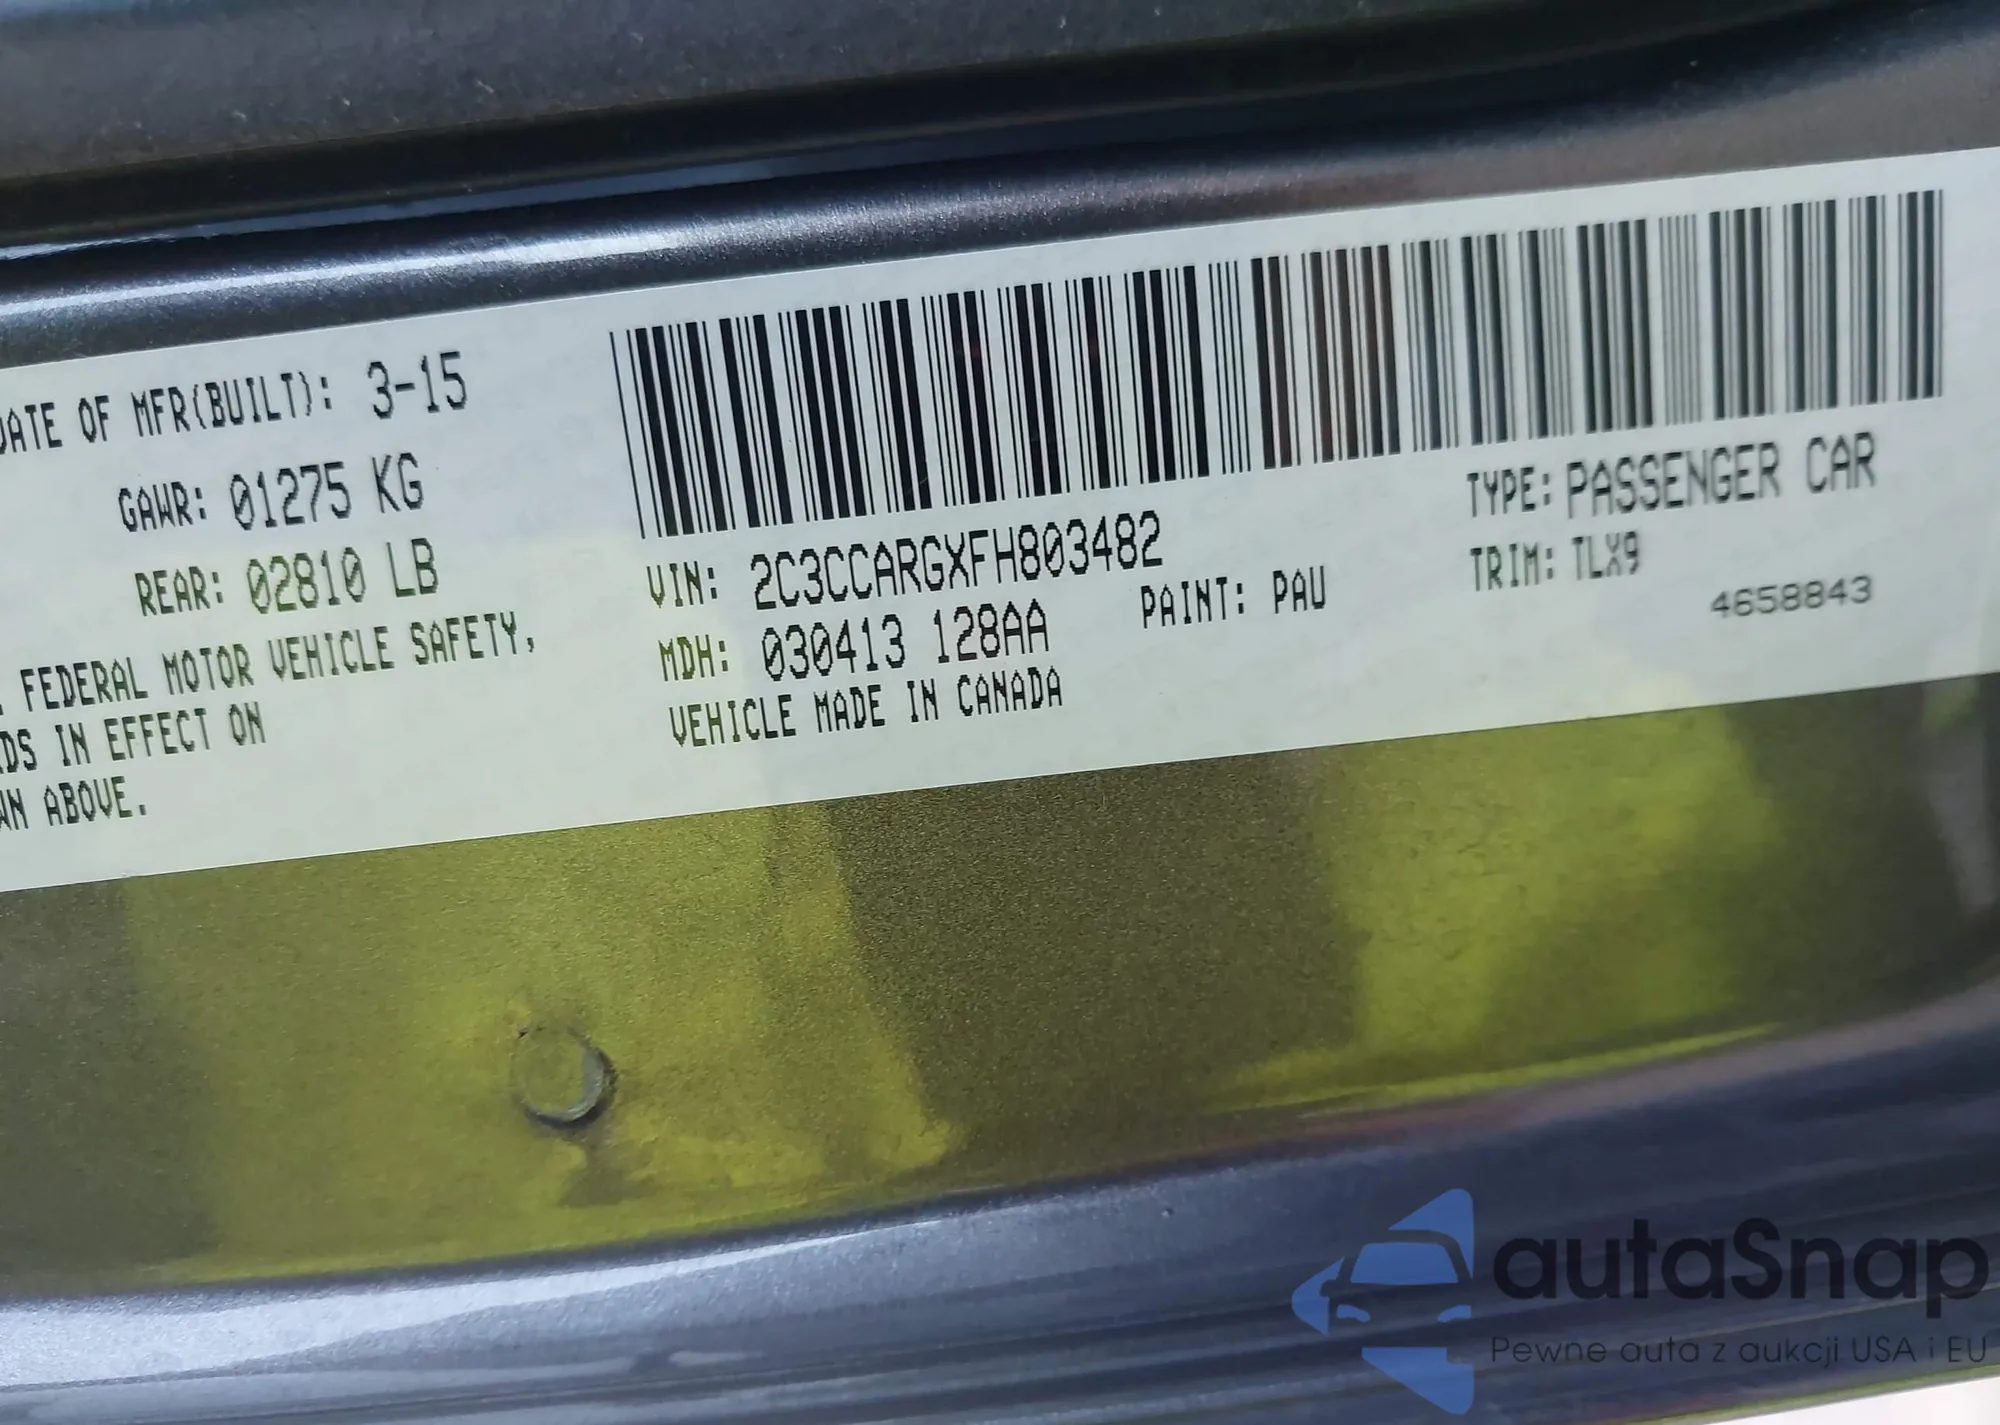 DATE OF MFR(BUILT): 3-15
GAWR: 01275 KG
REAR: 02810 LB
FEDERAL MOTOR VEHICLE SAFETY,
IN EFFECT ON
ABOVE.
VIN: 2C3CCARGXFH803482
MDH: 030413 128AA
PAINT: PAU
VEHICLE MADE IN CANADA
TYPE: PASSENGER CAR
TRIM: TLX9
4658843
autaSnap
Pewne auta z aukcji USA i EU